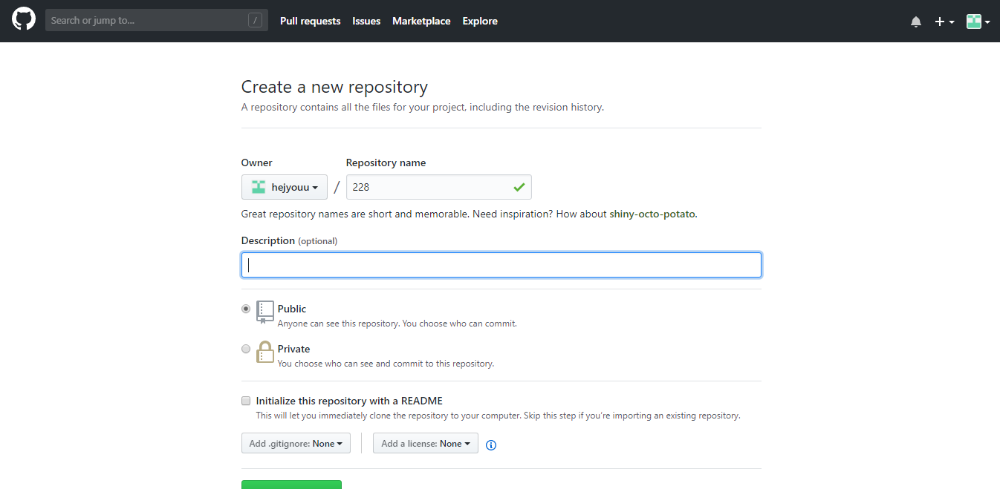 Search or jump to... /
Pull requests Issues Marketplace Explore
Create a new repository
A repository contains all the files for your project, including the revision history.
Owner Repository name
hejyouu / 228
Great repository names are short and memorable. Need inspiration? How about shiny-octo-potato.
Description (optional)
Public
Anyone can see this repository. You choose who can commit.
Private
You choose who can see and commit to this repository.
Initialize this repository with a README
This will let you immediately clone the repository to your computer. Skip this step if you’re importing an existing repository.
Add .gitignore: None Add a license: None